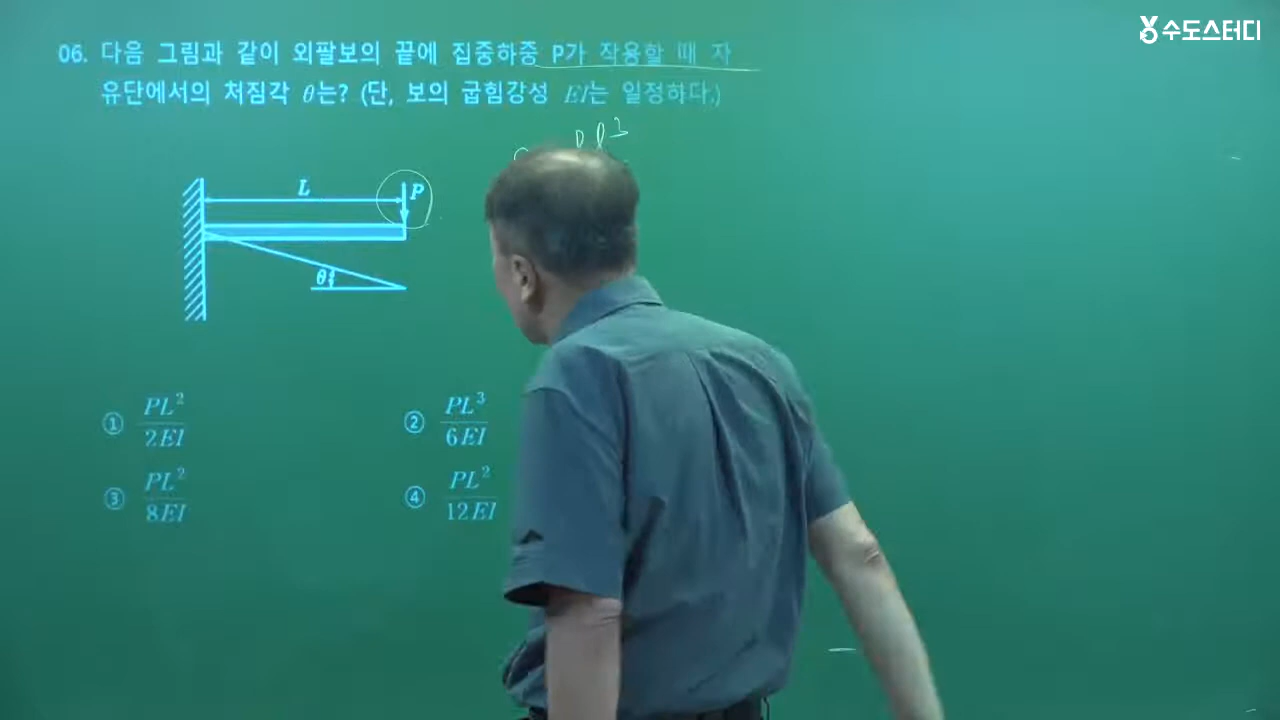 수도스터디
06. 다음 그림과 같이 외팔보의 끝에 집중하중 P가 작용할 때 자
유단에서의 처짐각 θ는? (단, 보의 굽힘강성 EI는 일정하다.)
Pl³
L
P
θ
① PL²/2EI
② PL³/6EI
③ PL²/8EI
④ PL²/12EI